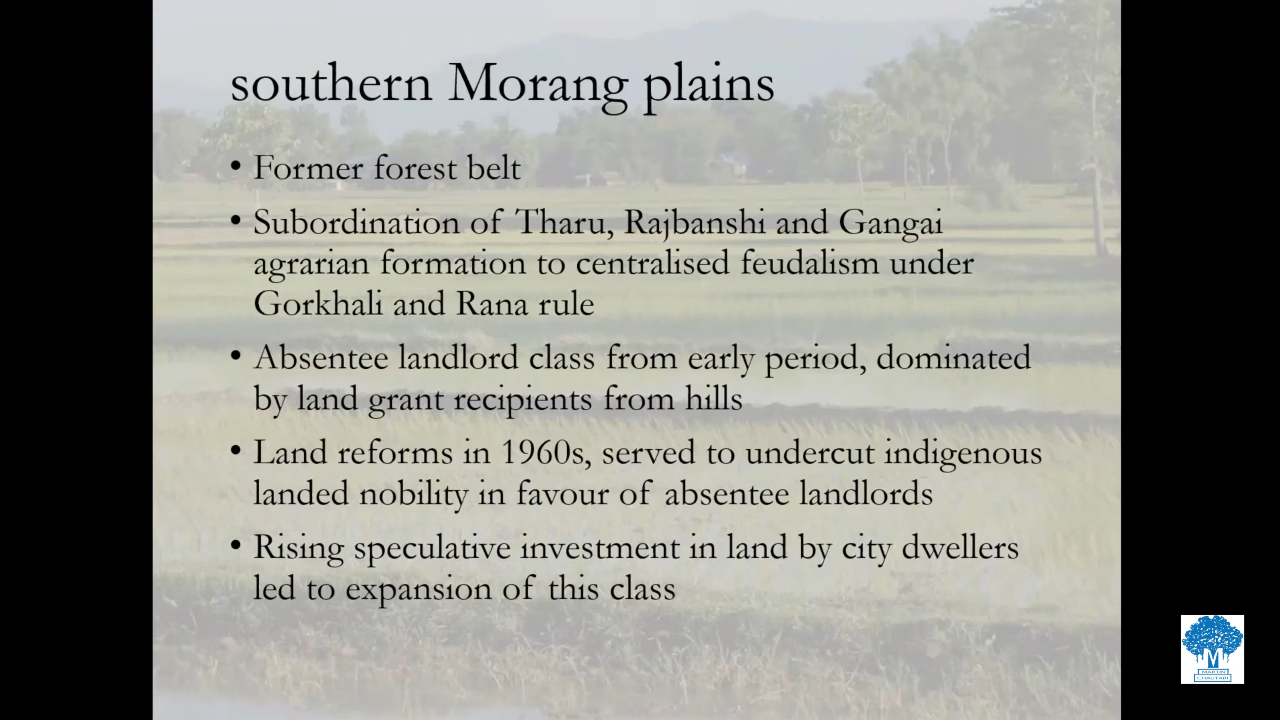 southern Morang plains
• Former forest belt
• Subordination of Tharu, Rajbanshi and Gangai
agrarian formation to centralised feudalism under
Gorkhali and Rana rule
• Absentee landlord class from early period, dominated
by land grant recipients from hills
• Land reforms in 1960s, served to undercut indigenous
landed nobility in favour of absentee landlords
• Rising speculative investment in land by city dwellers
led to expansion of this class
M
MARTIN
CHAUTARI